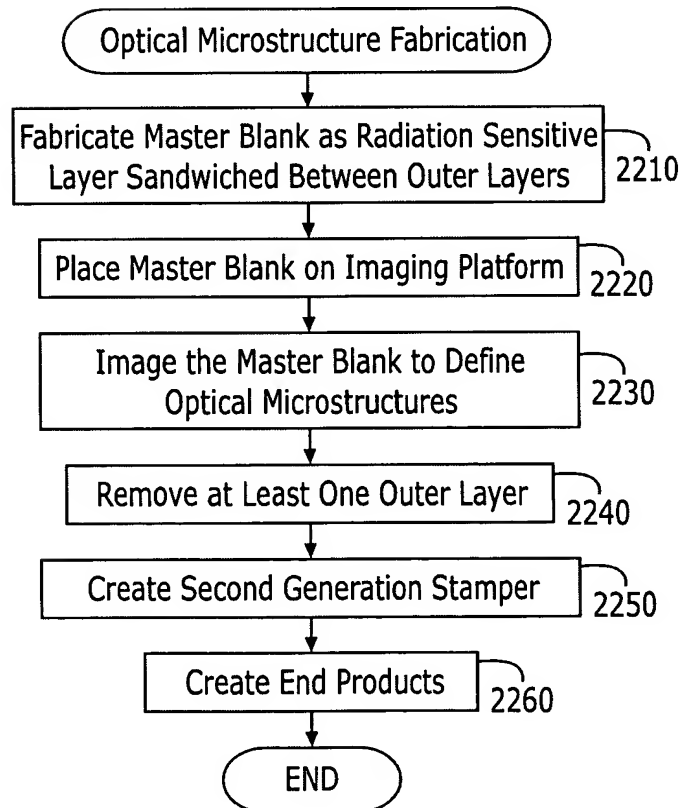 Optical Microstructure Fabrication
Fabricate Master Blank as Radiation Sensitive
Layer Sandwiched Between Outer Layers
2210
Place Master Blank on Imaging Platform
2220
Image the Master Blank to Define
Optical Microstructures
2230
Remove at Least One Outer Layer
2240
Create Second Generation Stamper
2250
Create End Products
2260
END